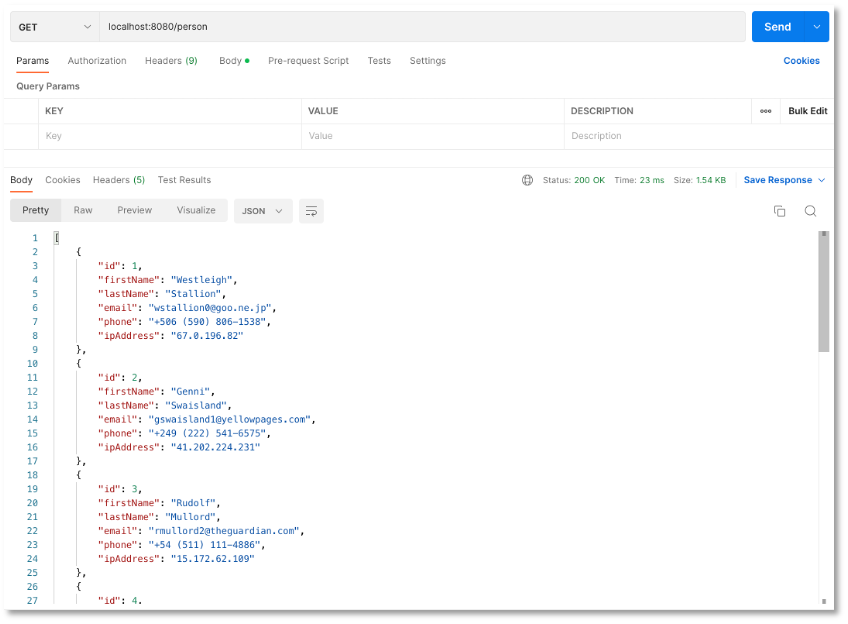 GET localhost:8080/person Send
Params Authorization Headers (9) Body Pre-request Script Tests Settings Cookies
Query Params
KEY VALUE DESCRIPTION ooo Bulk Edit
Key Value Description
Body Cookies Headers (5) Test Results Status: 200 OK Time: 23 ms Size: 1.54 KB Save Response
Pretty Raw Preview Visualize JSON
1 [
2 {
3 "id": 1,
4 "firstName": "Westleigh",
5 "lastName": "Stallion",
6 "email": "wstallion0@goo.ne.jp",
7 "phone": "+506 (590) 806-1538",
8 "ipAddress": "67.0.196.82"
9 },
10 {
11 "id": 2,
12 "firstName": "Genni",
13 "lastName": "Swaisland",
14 "email": "gswaisland1@yellowpages.com",
15 "phone": "+249 (222) 541-6575",
16 "ipAddress": "41.202.224.231"
17 },
18 {
19 "id": 3,
20 "firstName": "Rudolf",
21 "lastName": "Mullord",
22 "email": "rmullord2@theguardian.com",
23 "phone": "+54 (511) 111-4886",
24 "ipAddress": "15.172.62.109"
25 },
26 {
27 "id": 4,